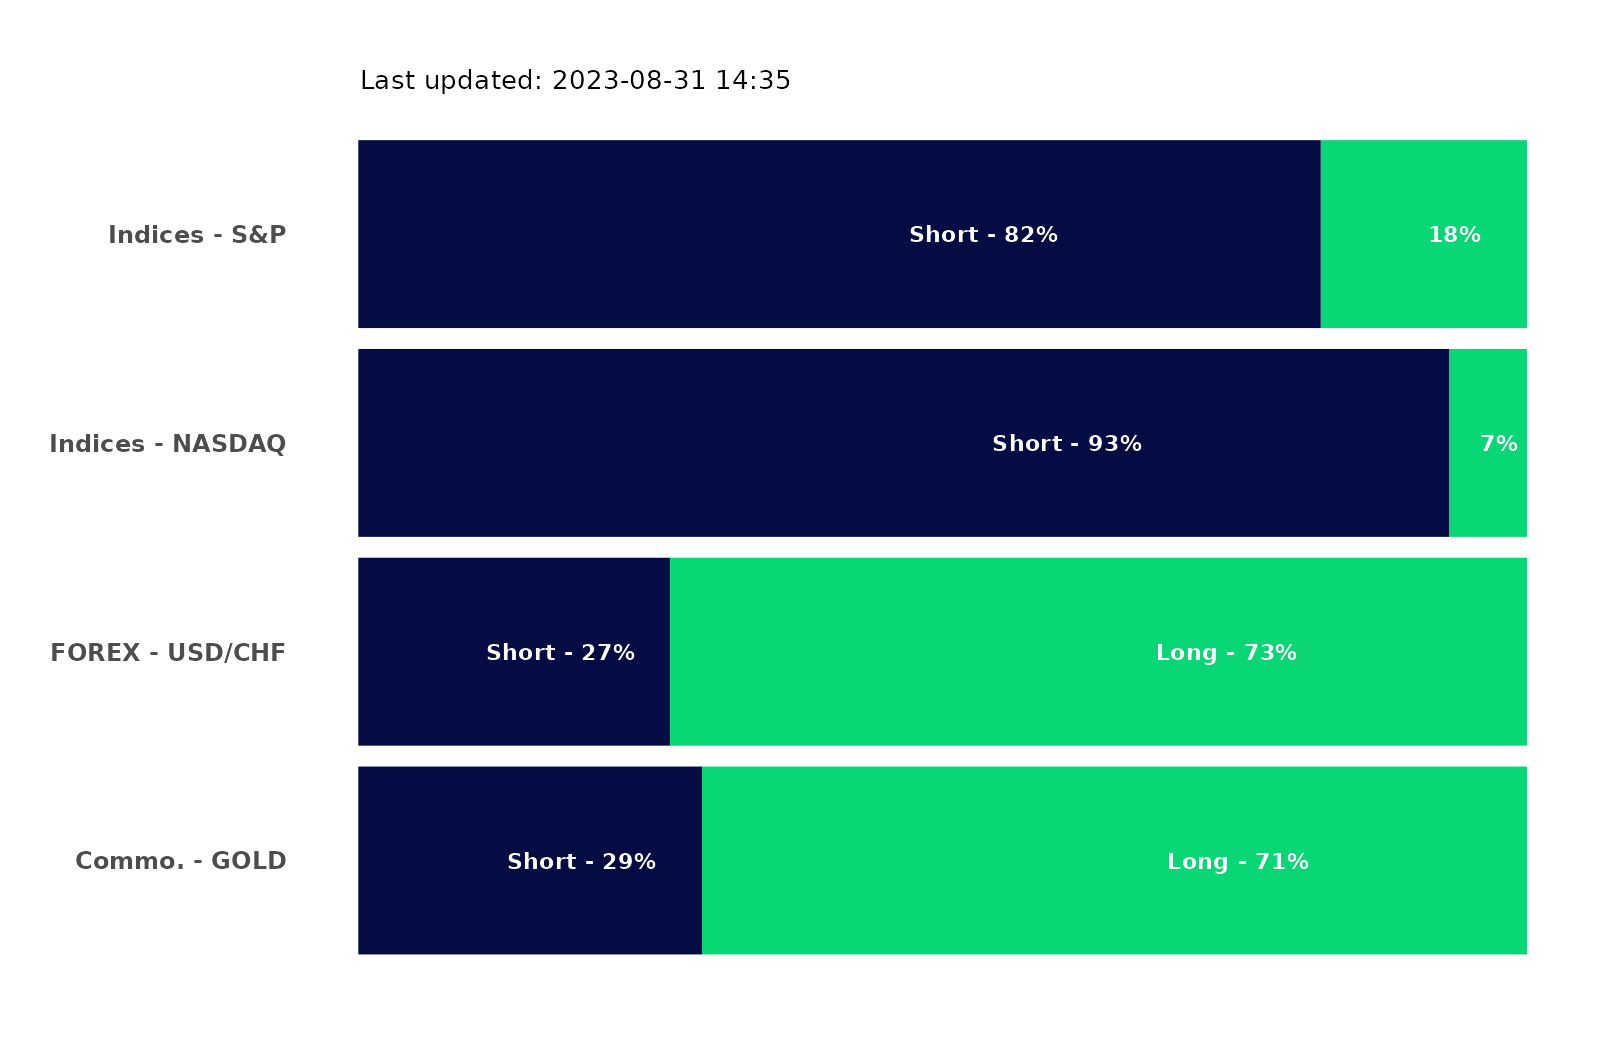 Last updated: 2023-08-31 14:35
Indices - S&P
Short - 82%
18%
Indices - NASDAQ
Short - 93%
7%
FOREX - USD/CHF
Short - 27%
Long - 73%
Commo. - GOLD
Short - 29%
Long - 71%